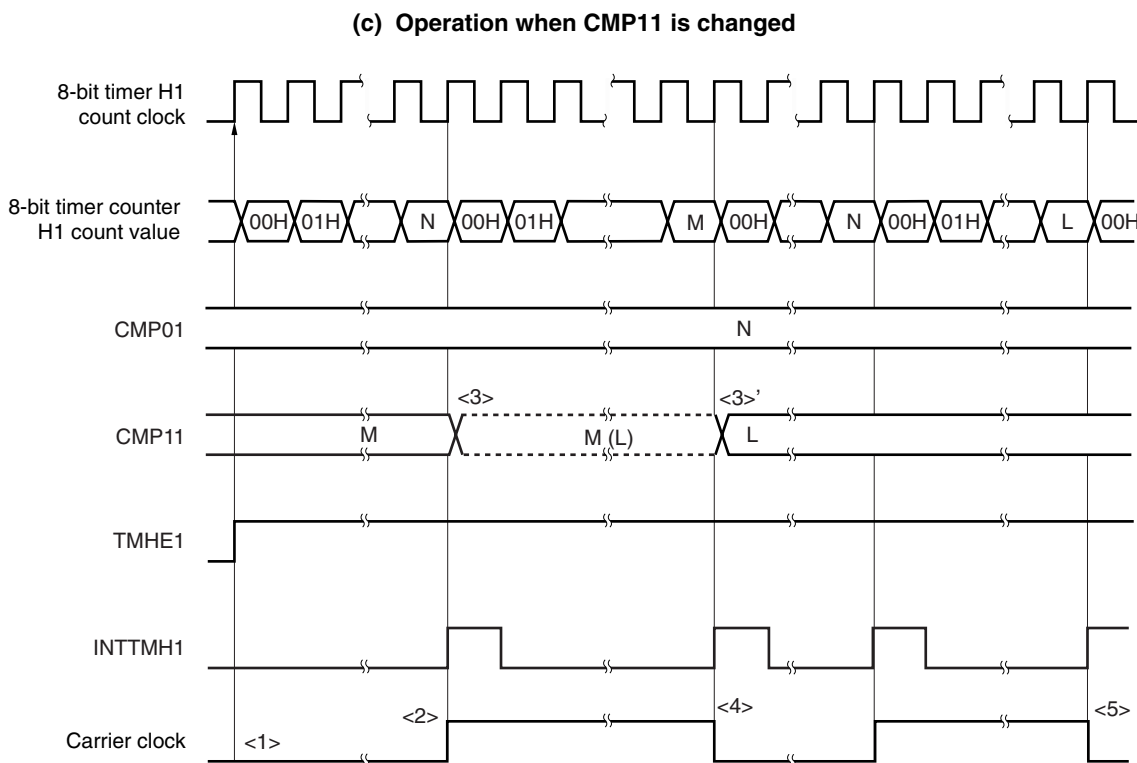 (c) Operation when CMP11 is changed
8-bit timer H1
count clock
8-bit timer counter
H1 count value
00H 01H N 00H 01H M 00H N 00H 01H L 00H
CMP01
N
<3> <3>’
CMP11
M M (L) L
TMHE1
INTTMH1
<2> <4> <5>
Carrier clock
<1>